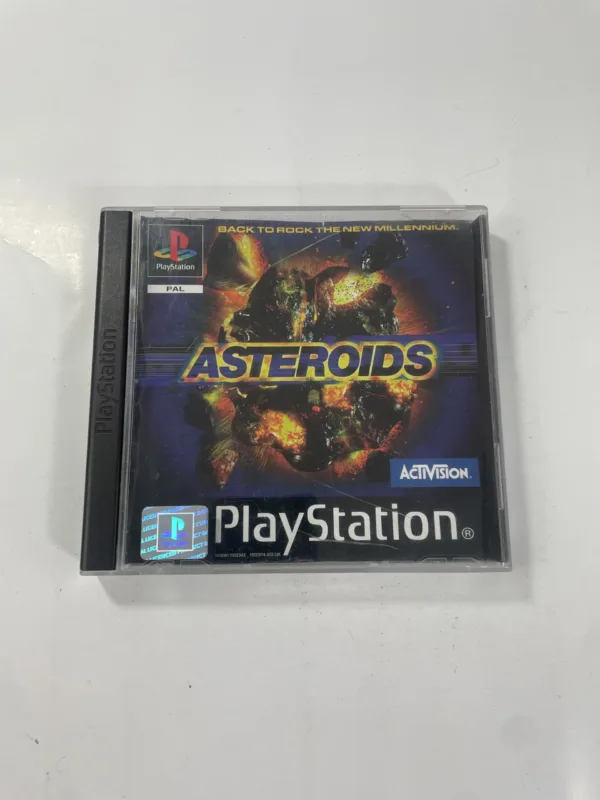 BACK TO ROCK THE NEW MILLENNIUM.
PlayStation
PAL
PlayStation
ASTEROIDS
ACTIVISION.
PlayStation®